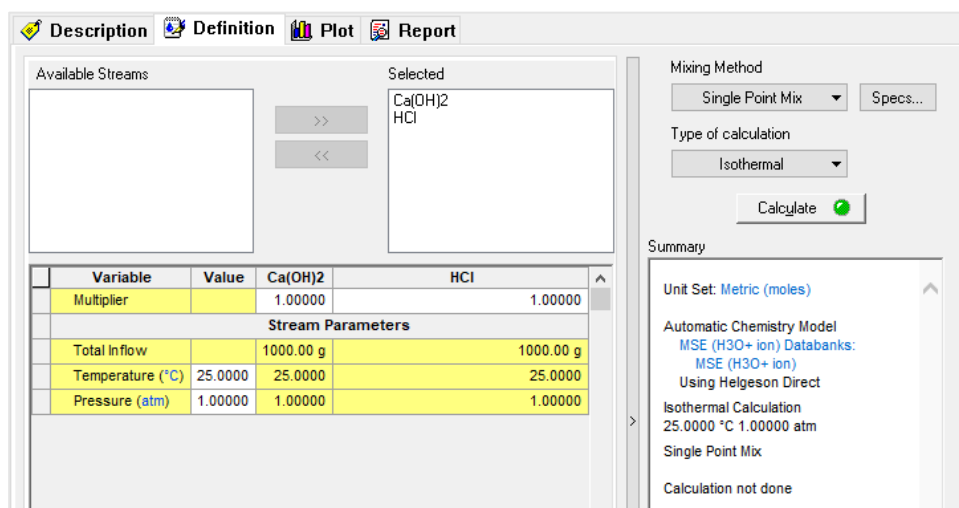 Description Definition Plot Report
Available Streams
Selected
Ca(OH)2
HCl
>>
<<
Variable Value Ca(OH)2 HCl
Multiplier 1.00000 1.00000
Stream Parameters
Total Inflow 1000.00 g 1000.00 g
Temperature (°C) 25.0000 25.0000 25.0000
Pressure (atm) 1.00000 1.00000 1.00000
>
Mixing Method
Single Point Mix Specs...
Type of calculation
Isothermal
Calculate
Summary
Unit Set: Metric (moles)
Automatic Chemistry Model
MSE (H3O+ ion) Databanks:
MSE (H3O+ ion)
Using Helgeson Direct
Isothermal Calculation
25.0000 °C 1.00000 atm
Single Point Mix
Calculation not done